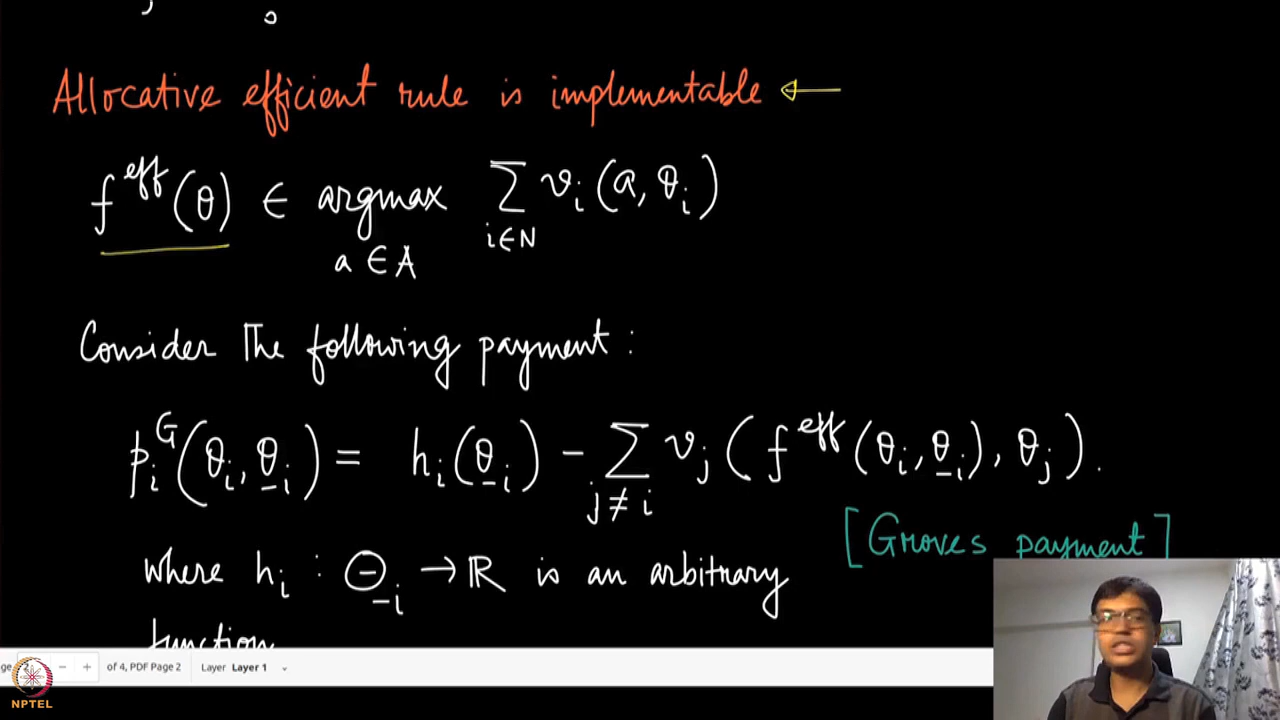 Allocative efficient rule is implementable ←
f^eff(θ) ∈ argmax_{a ∈ A} ∑_{i∈N} v_i(a, θ_i)
Consider the following payment:
p_i^G(θ_i, θ_{-i}) = h_i(θ_{-i}) - ∑_{j≠i} v_j(f^eff(θ_i, θ_{-i}), θ_j).
[Groves payment]
where h_i : Θ_{-i} → ℝ is an arbitrary
function
of 4, PDF Page 2 Layer Layer 1
NPTEL